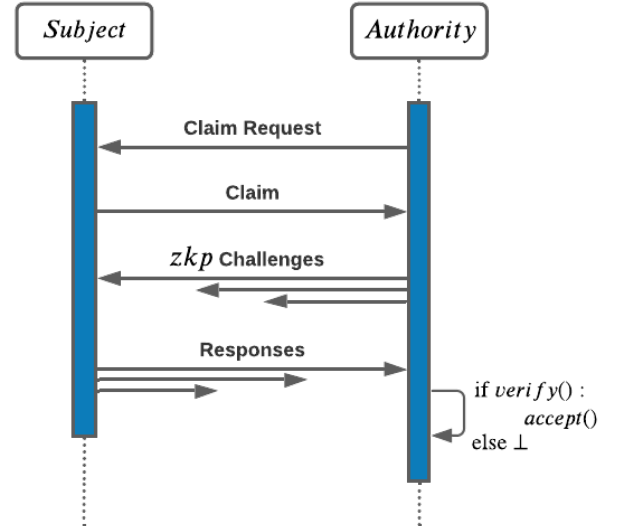 Subject
Authority
Claim Request
Claim
zkp Challenges
Responses
if verify() :
accept()
else ⊥